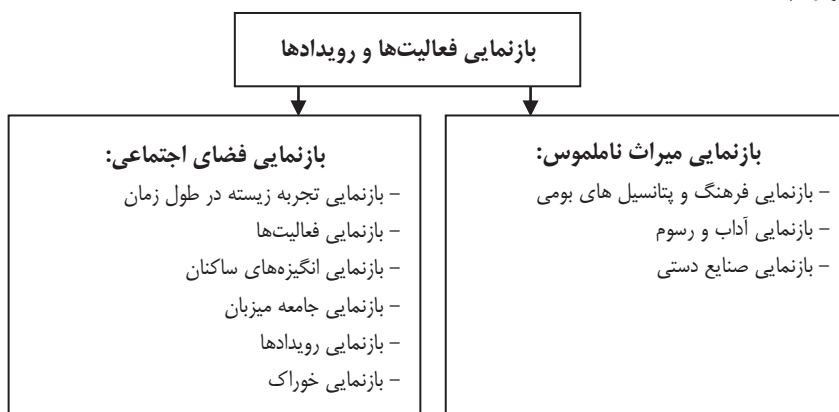 بازنمایی فعالیت‌ها و رویدادها
بازنمایی میراث ناملموس:
- بازنمایی فرهنگ و پتانسیل های بومی
- بازنمایی آداب و رسوم
- بازنمایی صنایع دستی
بازنمایی فضای اجتماعی:
- بازنمایی تجربه زیسته در طول زمان
- بازنمایی فعالیت‌ها
- بازنمایی انگیزه‌های ساکنان
- بازنمایی جامعه میزبان
- بازنمایی رویدادها
- بازنمایی خوراک